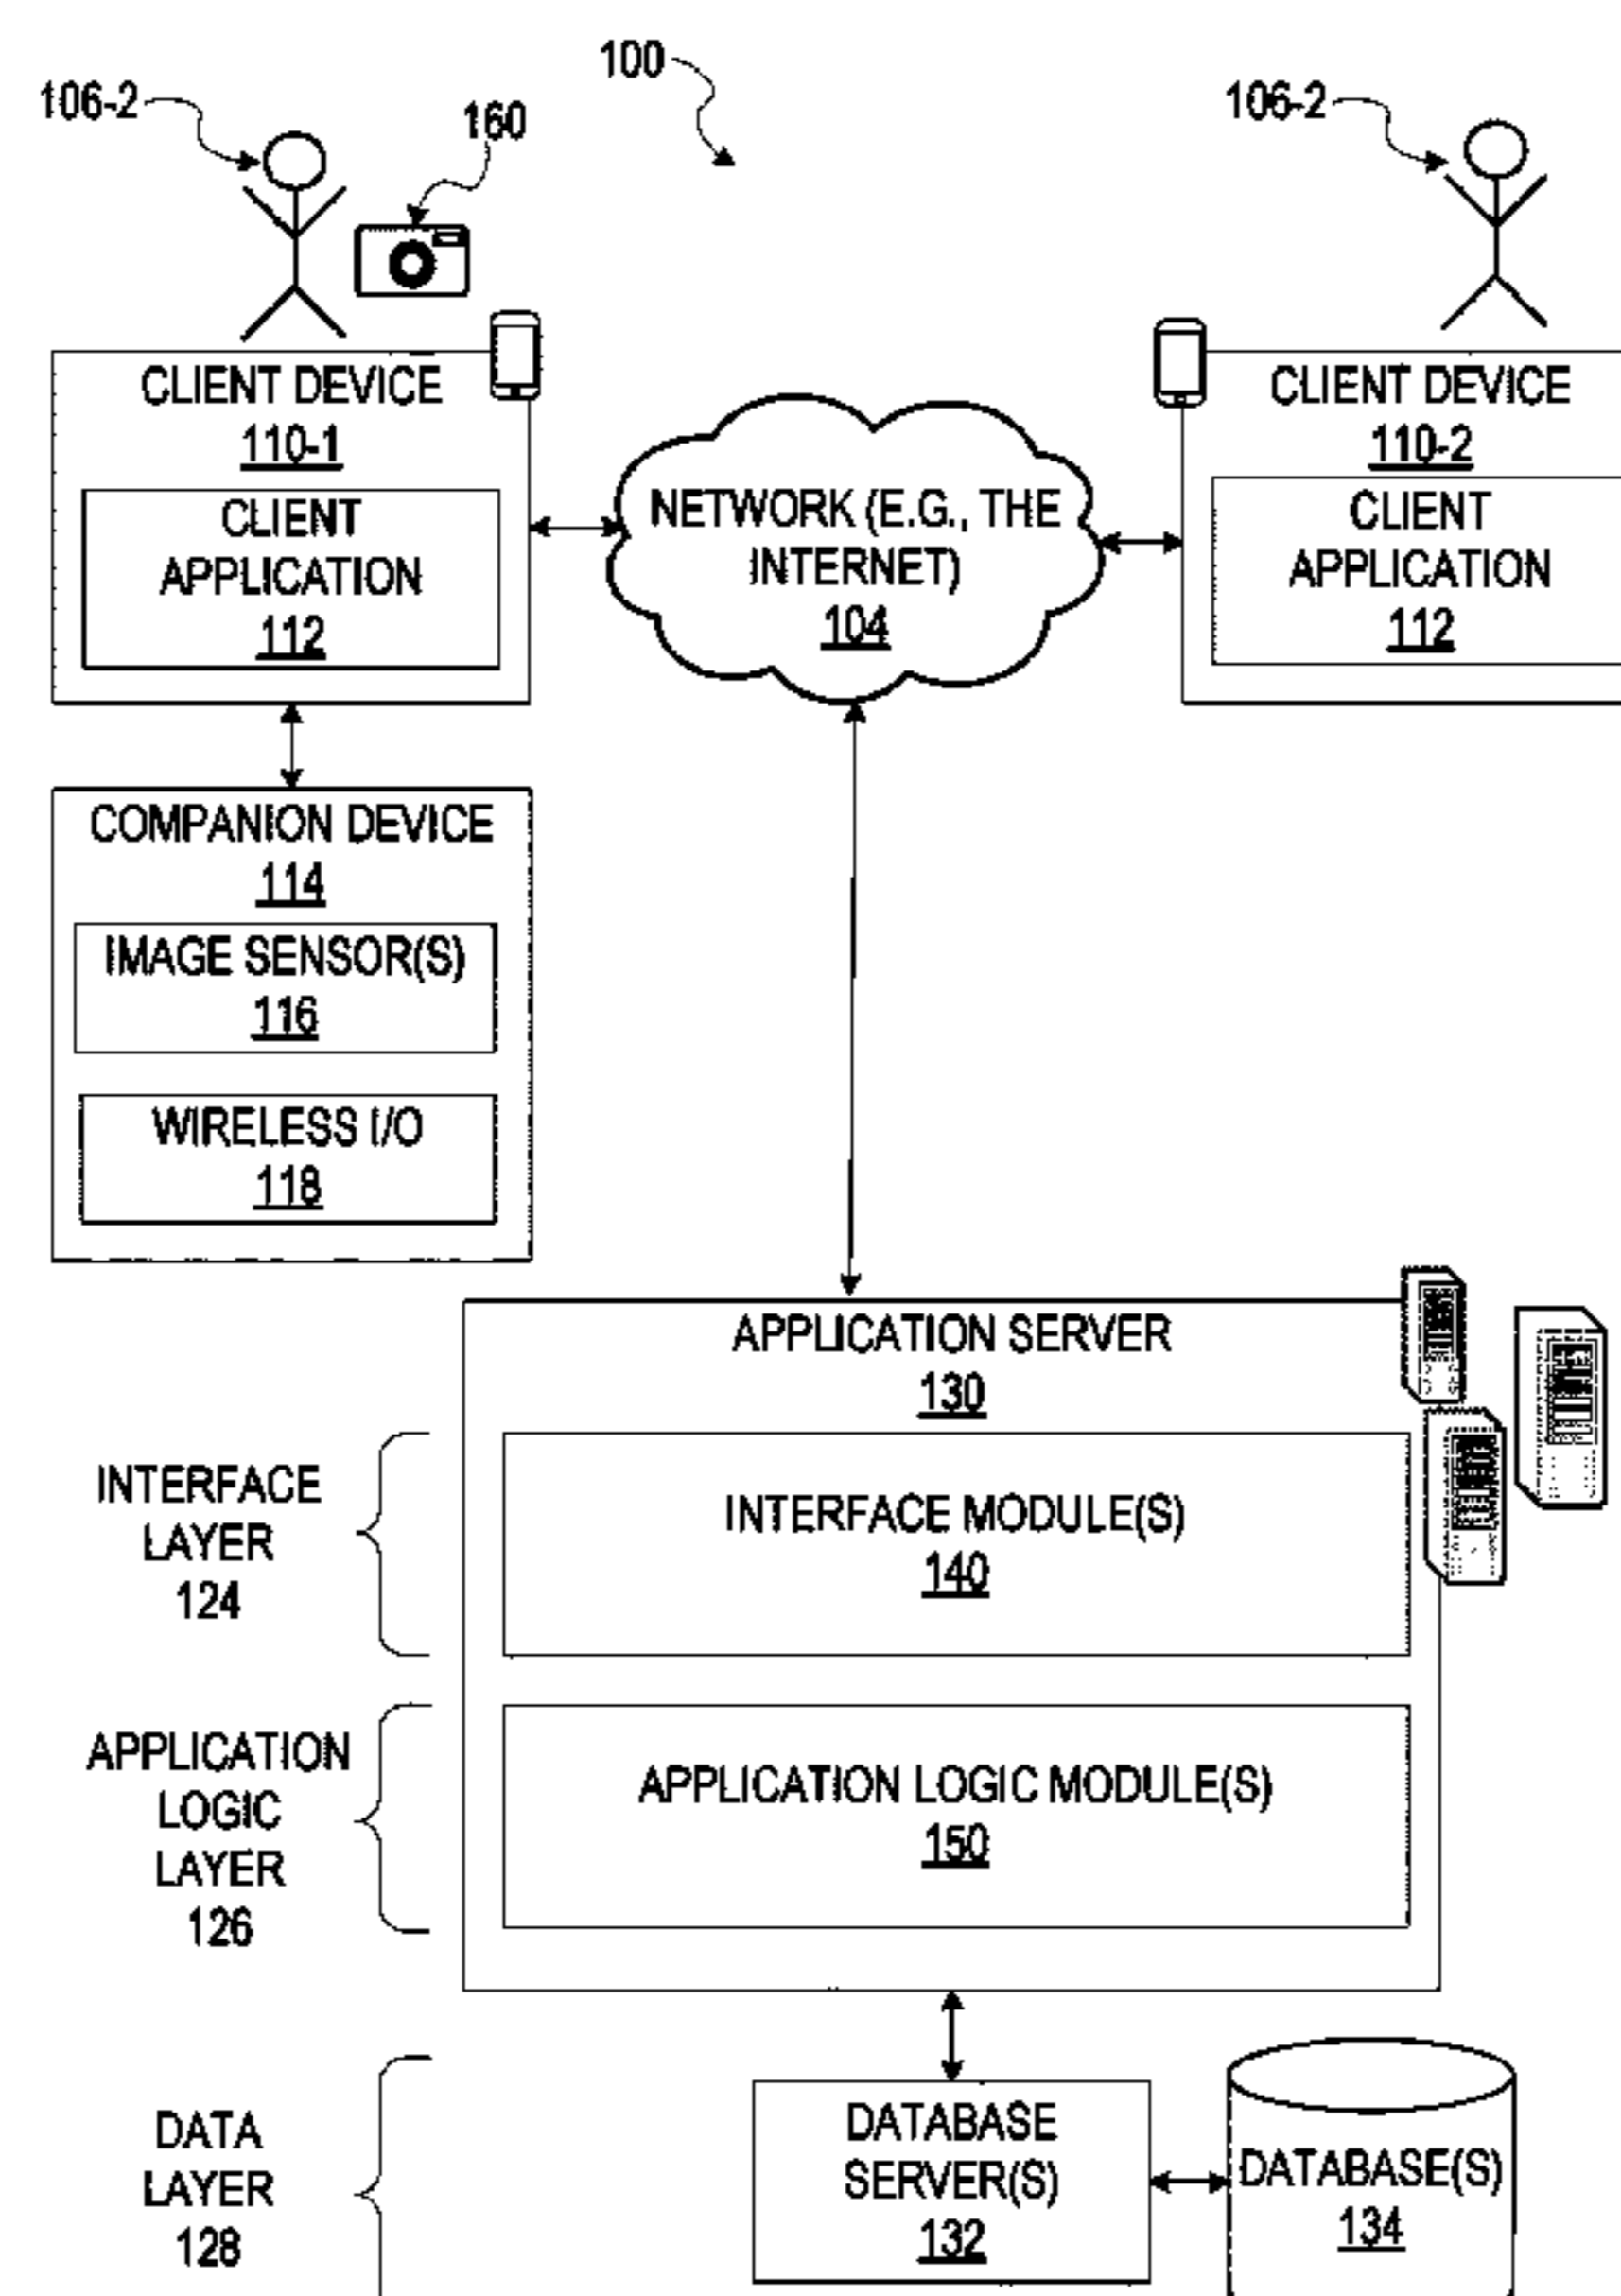 100
106-2
160
106-2
CLIENT DEVICE
110-1
CLIENT
APPLICATION
112
NETWORK (E.G., THE
INTERNET)
104
CLIENT DEVICE
110-2
CLIENT
APPLICATION
112
COMPANION DEVICE
114
IMAGE SENSOR(S)
116
WIRELESS I/O
118
APPLICATION SERVER
130
INTERFACE
LAYER
124
INTERFACE MODULE(S)
140
APPLICATION
LOGIC
LAYER
126
APPLICATION LOGIC MODULE(S)
150
DATA
LAYER
128
DATABASE
SERVER(S)
132
DATABASE(S)
134